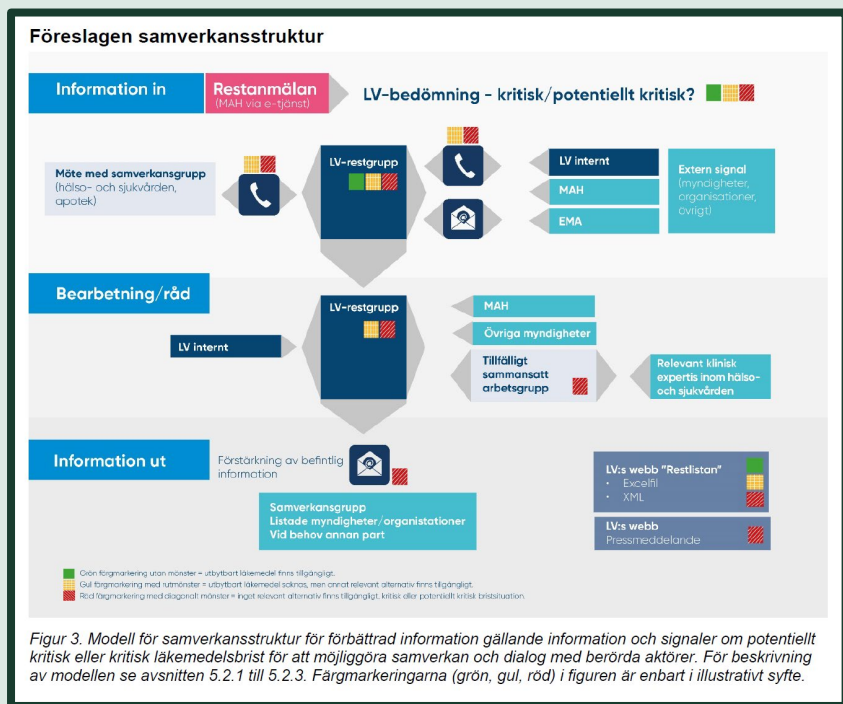 Föreslagen samverkansstruktur
Information in
Restanmälan
(MAH via e-tjänst)
LV-bedömning - kritisk/potentiellt kritisk?
Möte med samverkansgrupp
(hälso- och sjukvården,
apotek)
LV-restgrupp
LV internt
MAH
EMA
Extern signal
(myndigheter,
organisationer,
övrigt)
Bearbetning/råd
LV internt
LV-restgrupp
MAH
Övriga myndigheter
Tillfälligt
sammansatt
arbetsgrupp
Relevant klinisk
expertis inom hälso-
och sjukvården
Information ut
Förstärkning av befintlig
information
Samverkansgrupp
Listade myndigheter/organistationer
Vid behov annan part
LV:s webb "Restlistan"
• Excelfil
• XML
LV:s webb
Pressmeddelande
Grön färgmarkering utan mönster = utbytbart läkemedel finns tillgängligt.
Gul färgmarkering med rutmönster = utbytbart läkemedel saknas, men annat relevant alternativ finns tillgängligt.
Röd färgmarkering med diagonalt mönster = inget relevant alternativ finns tillgängligt, kritisk eller potentiellt kritisk bristsituation.
Figur 3. Modell för samverkansstruktur för förbättrad information gällande information och signaler om potentiellt
kritisk eller kritisk läkemedelsbrist för att möjliggöra samverkan och dialog med berörda aktörer. För beskrivning
av modellen se avsnitten 5.2.1 till 5.2.3. Färgmarkeringarna (grön, gul, röd) i figuren är enbart i illustrativt syfte.